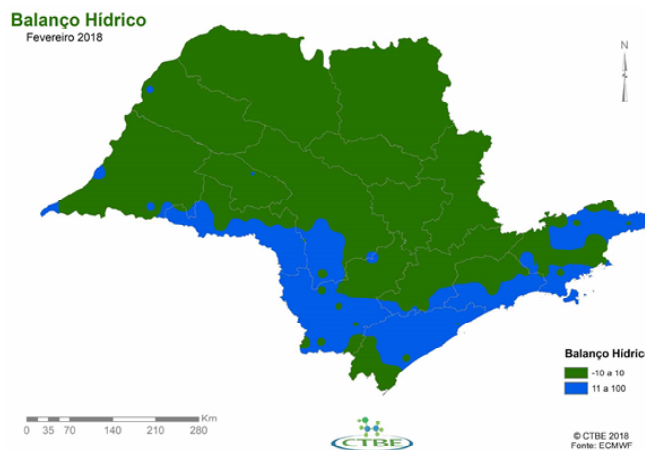 Balanço Hídrico
Fevereiro 2018
N
Balanço Hídric
-10 a 10
11 a 100
Km
0 35 70 140 210 280
CTBE
© CTBE 2018
Fonte: ECMWF